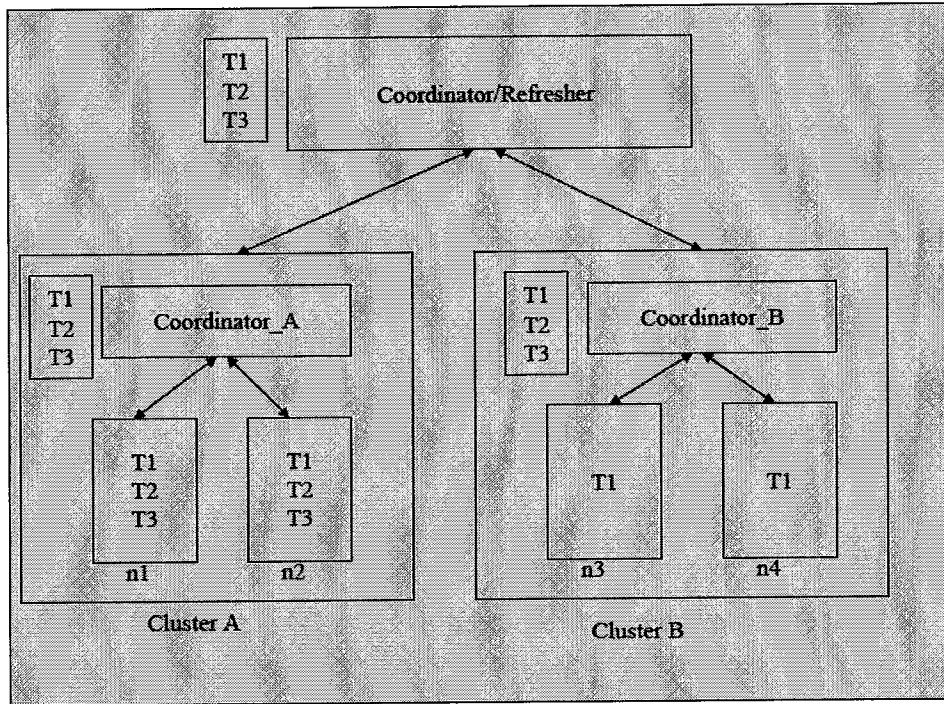 T1
T2
T3
Coordinator/Refresher
T1
T2
T3
Coordinator_A
T1
T2
T3
n1
T1
T2
T3
n2
Cluster A
T1
T2
T3
Coordinator_B
T1
n3
T1
n4
Cluster B